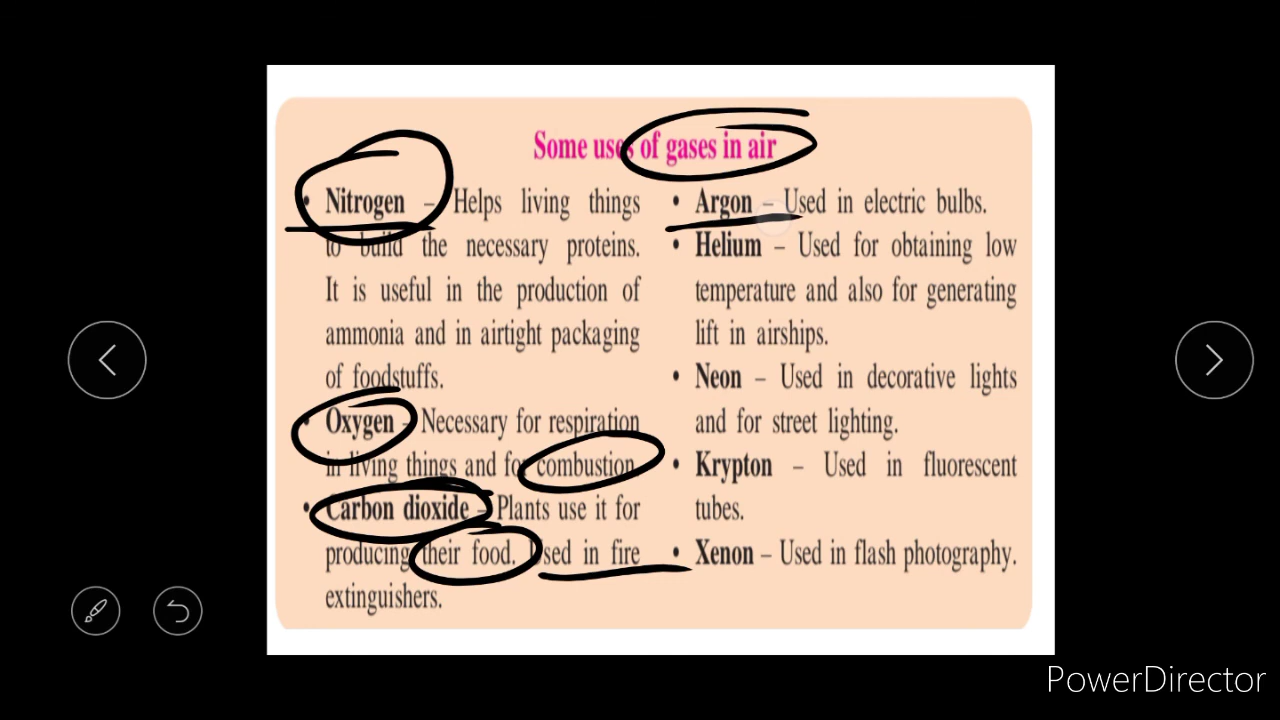 Some uses of gases in air
• Nitrogen – Helps living things
to build the necessary proteins.
It is useful in the production of
ammonia and in airtight packaging
of foodstuffs.
• Oxygen – Necessary for respiration
in living things and for combustion.
• Carbon dioxide – Plants use it for
producing their food. Used in fire
extinguishers.
• Argon – Used in electric bulbs.
• Helium – Used for obtaining low
temperature and also for generating
lift in airships.
• Neon – Used in decorative lights
and for street lighting.
• Krypton – Used in fluorescent
tubes.
• Xenon – Used in flash photography.
PowerDirector